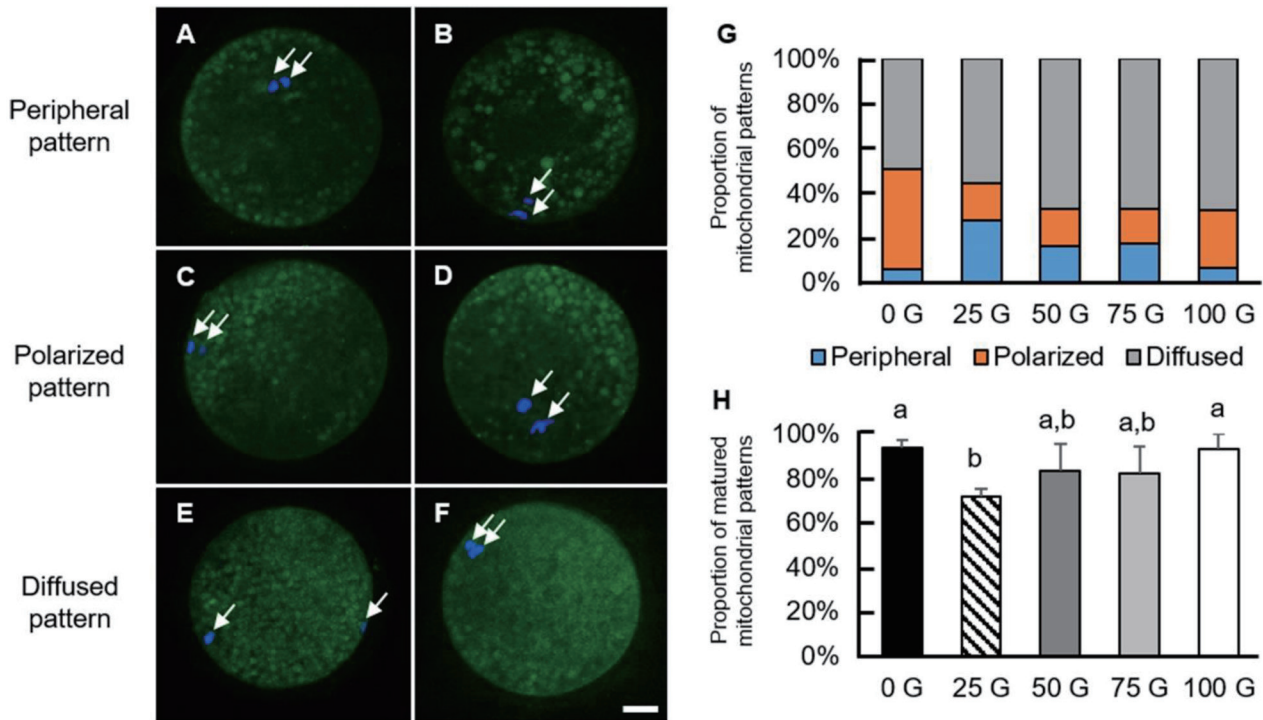 A
B
Peripheral
pattern
C
D
Polarized
pattern
E
F
Diffused
pattern
G
Proportion of
mitochondrial patterns
100%
80%
60%
40%
20%
0%
0 G 25 G 50 G 75 G 100 G
Peripheral Polarized Diffused
H
Proportion of matured
mitochondrial patterns
100%
80%
60%
40%
20%
0%
a b a,b a,b a
0 G 25 G 50 G 75 G 100 G